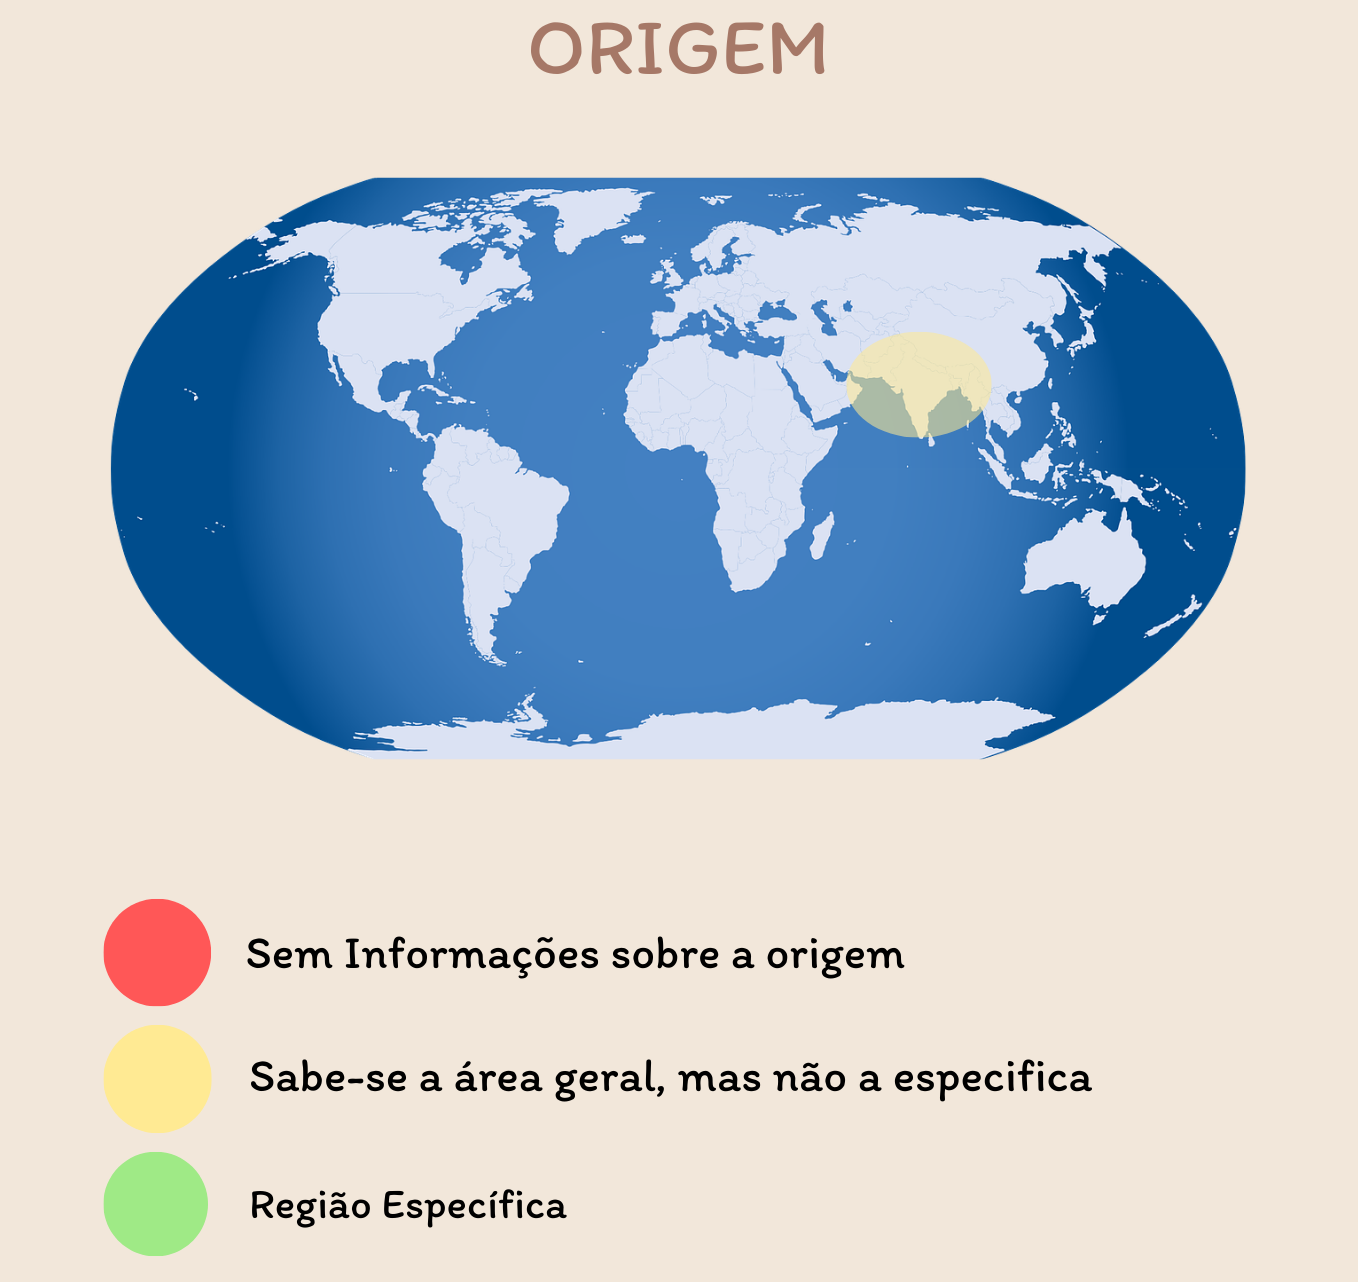 ORIGEM
Sem Informações sobre a origem
Sabe-se a área geral, mas não a especifica
Região Específica